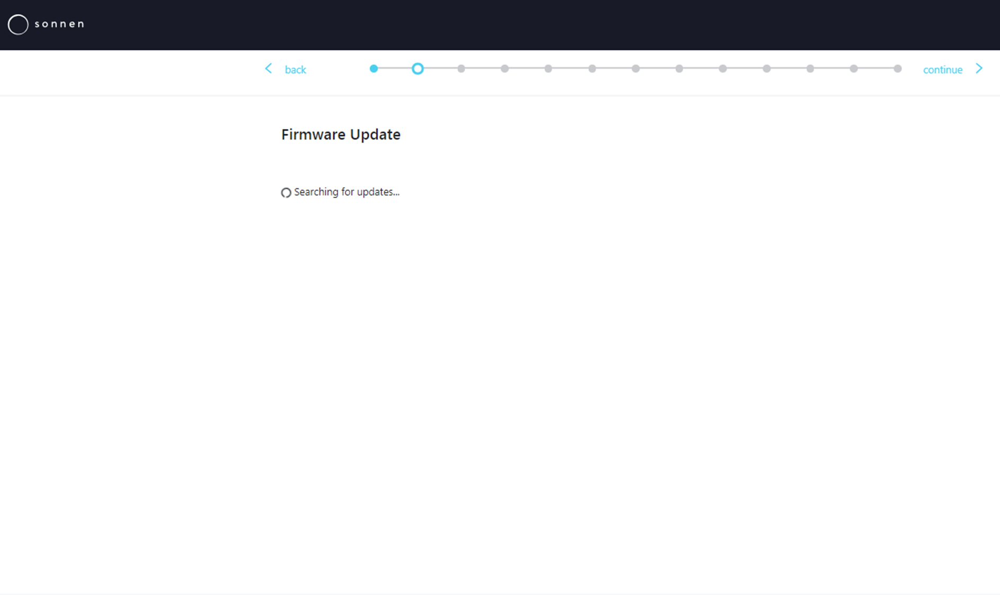 sonnen
back
continue
Firmware Update
Searching for updates...